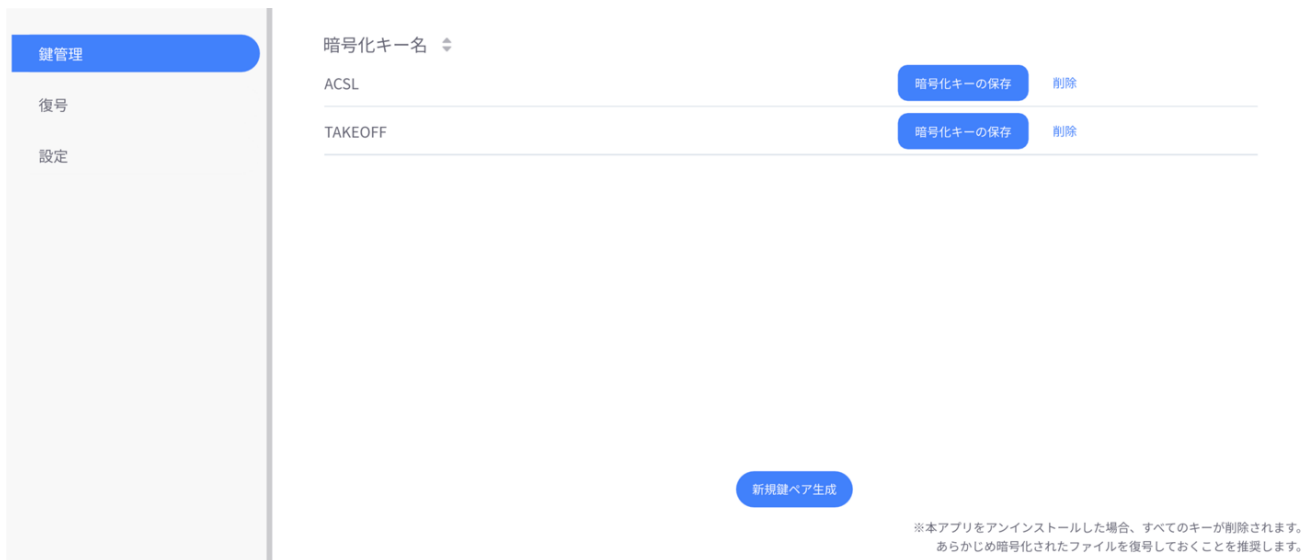 鍵管理
復号
設定
暗号化キー名
ACSL 暗号化キーの保存 削除
TAKEOFF 暗号化キーの保存 削除
新規鍵ペア生成
※本アプリをアンインストールした場合、すべてのキーが削除されます。
あらかじめ暗号化されたファイルを復号しておくことを推奨します。